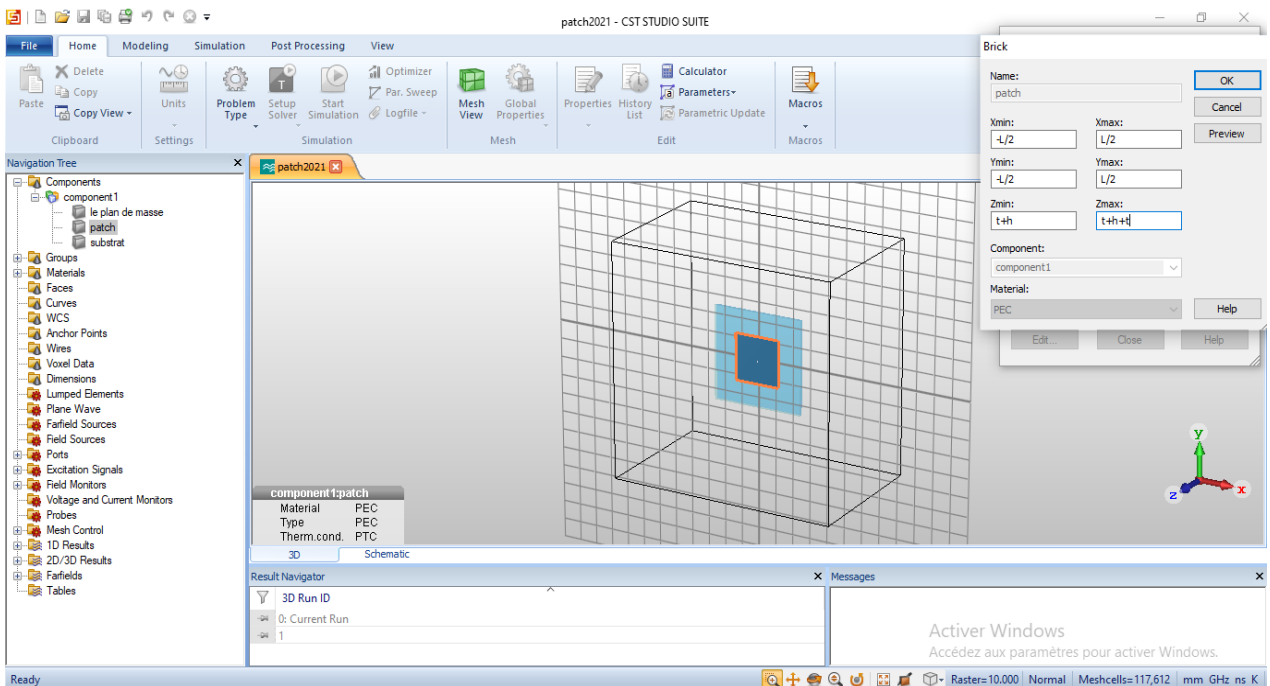 patch2021 - CST STUDIO SUITE
File Home Modeling Simulation Post Processing View
Paste
Delete
Copy
Copy View
Clipboard
Units
Settings
Problem Type
Setup Solver
Start Simulation
Optimizer
Par. Sweep
Logfile
Simulation
Mesh View
Global Properties
Mesh
Properties
History List
Calculator
Parameters
Parametric Update
Edit
Macros
Macros
Brick
Name:
patch
OK
Cancel
Preview
Xmin: Xmax:
-L/2 L/2
Ymin: Ymax:
-L/2 L/2
Zmin: Zmax:
t+h t+h+t
Component:
component1
Material:
PEC
Help
Edit... Close Help
Navigation Tree
Components
component1
le plan de masse
patch
substrat
Groups
Materials
Faces
Curves
WCS
Anchor Points
Wires
Voxel Data
Dimensions
Lumped Elements
Plane Wave
Farfield Sources
Field Sources
Ports
Excitation Signals
Field Monitors
Voltage and Current Monitors
Probes
Mesh Control
1D Results
2D/3D Results
Farfields
Tables
patch2021
y
z x
component1:patch
Material PEC
Type PEC
Therm.cond. PTC
3D Schematic
Result Navigator
3D Run ID
0: Current Run
1
Messages
Activer Windows
Accédez aux paramètres pour activer Windows.
Ready
Raster=10.000 Normal Meshcells=117,612 mm GHz ns K